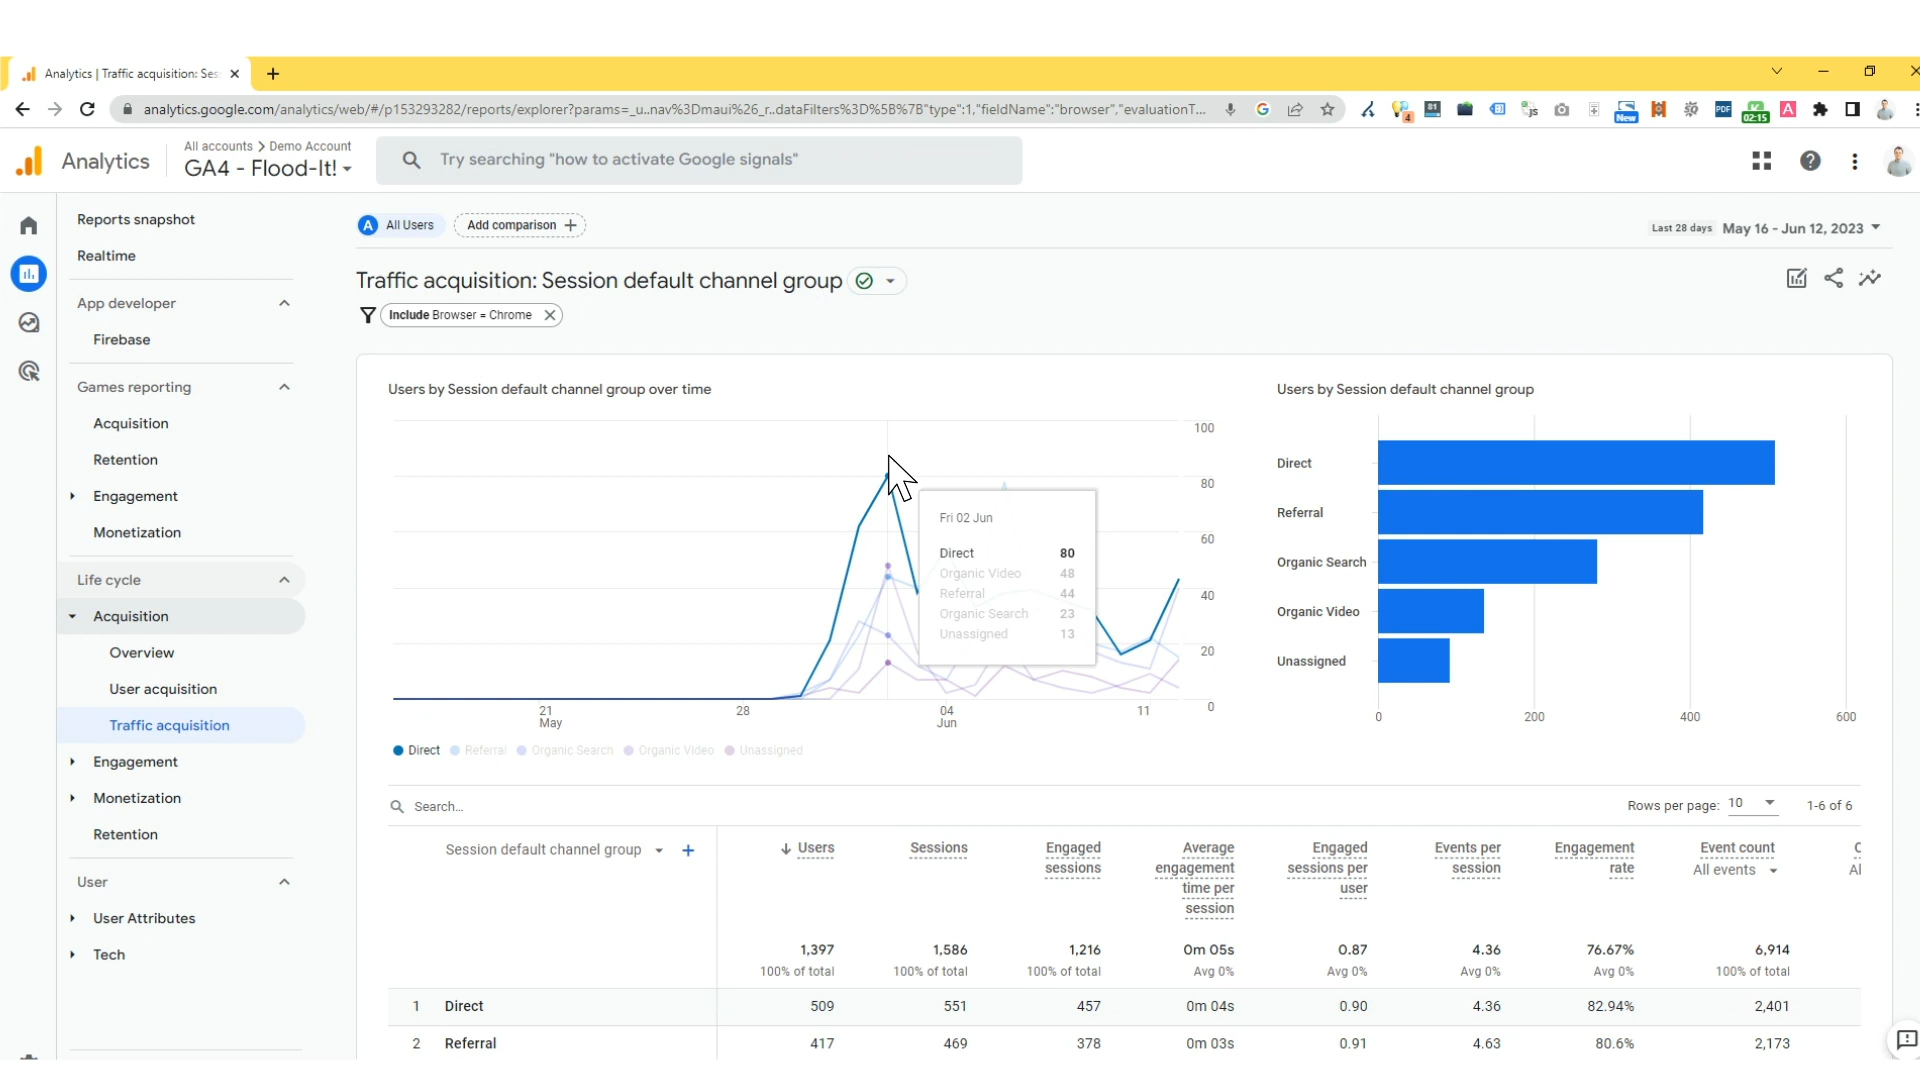 Analytics | Traffic acquisition: Ses
analytics.google.com/analytics/web/#/p153293282/reports/explorer?params=_u..nav%3Dmaui%26_r..dataFilters%3D%5B%7B"type":1,"fieldName":"browser","evaluationT...
4
81
JS
New
PDF
02:15
A
Analytics
All accounts > Demo Account
GA4 - Flood-It!
Try searching "how to activate Google signals"
Reports snapshot
Realtime
App developer
Firebase
Games reporting
Acquisition
Retention
Engagement
Monetization
Life cycle
Acquisition
Overview
User acquisition
Traffic acquisition
Engagement
Monetization
Retention
User
User Attributes
Tech
A All Users
Add comparison +
Last 28 days May 16 - Jun 12, 2023
Traffic acquisition: Session default channel group
Include Browser = Chrome
Users by Session default channel group over time
100
80
60
40
20
0
21 May
28
04 Jun
11
Fri 02 Jun
Direct 80
Organic Video 48
Referral 44
Organic Search 23
Unassigned 13
Direct Referral Organic Search Organic Video Unassigned
Users by Session default channel group
Direct
Referral
Organic Search
Organic Video
Unassigned
0 200 400 600
Search...
Rows per page: 10 1-6 of 6
Session default channel group
Users
Sessions
Engaged sessions
Average engagement time per session
Engaged sessions per user
Events per session
Engagement rate
Event count
All events
C
Al
1,397 1,586 1,216 0m 05s 0.87 4.36 76.67% 6,914
100% of total 100% of total 100% of total Avg 0% Avg 0% Avg 0% Avg 0% 100% of total
1 Direct 509 551 457 0m 04s 0.90 4.36 82.94% 2,401
2 Referral 417 469 378 0m 03s 0.91 4.63 80.6% 2,173